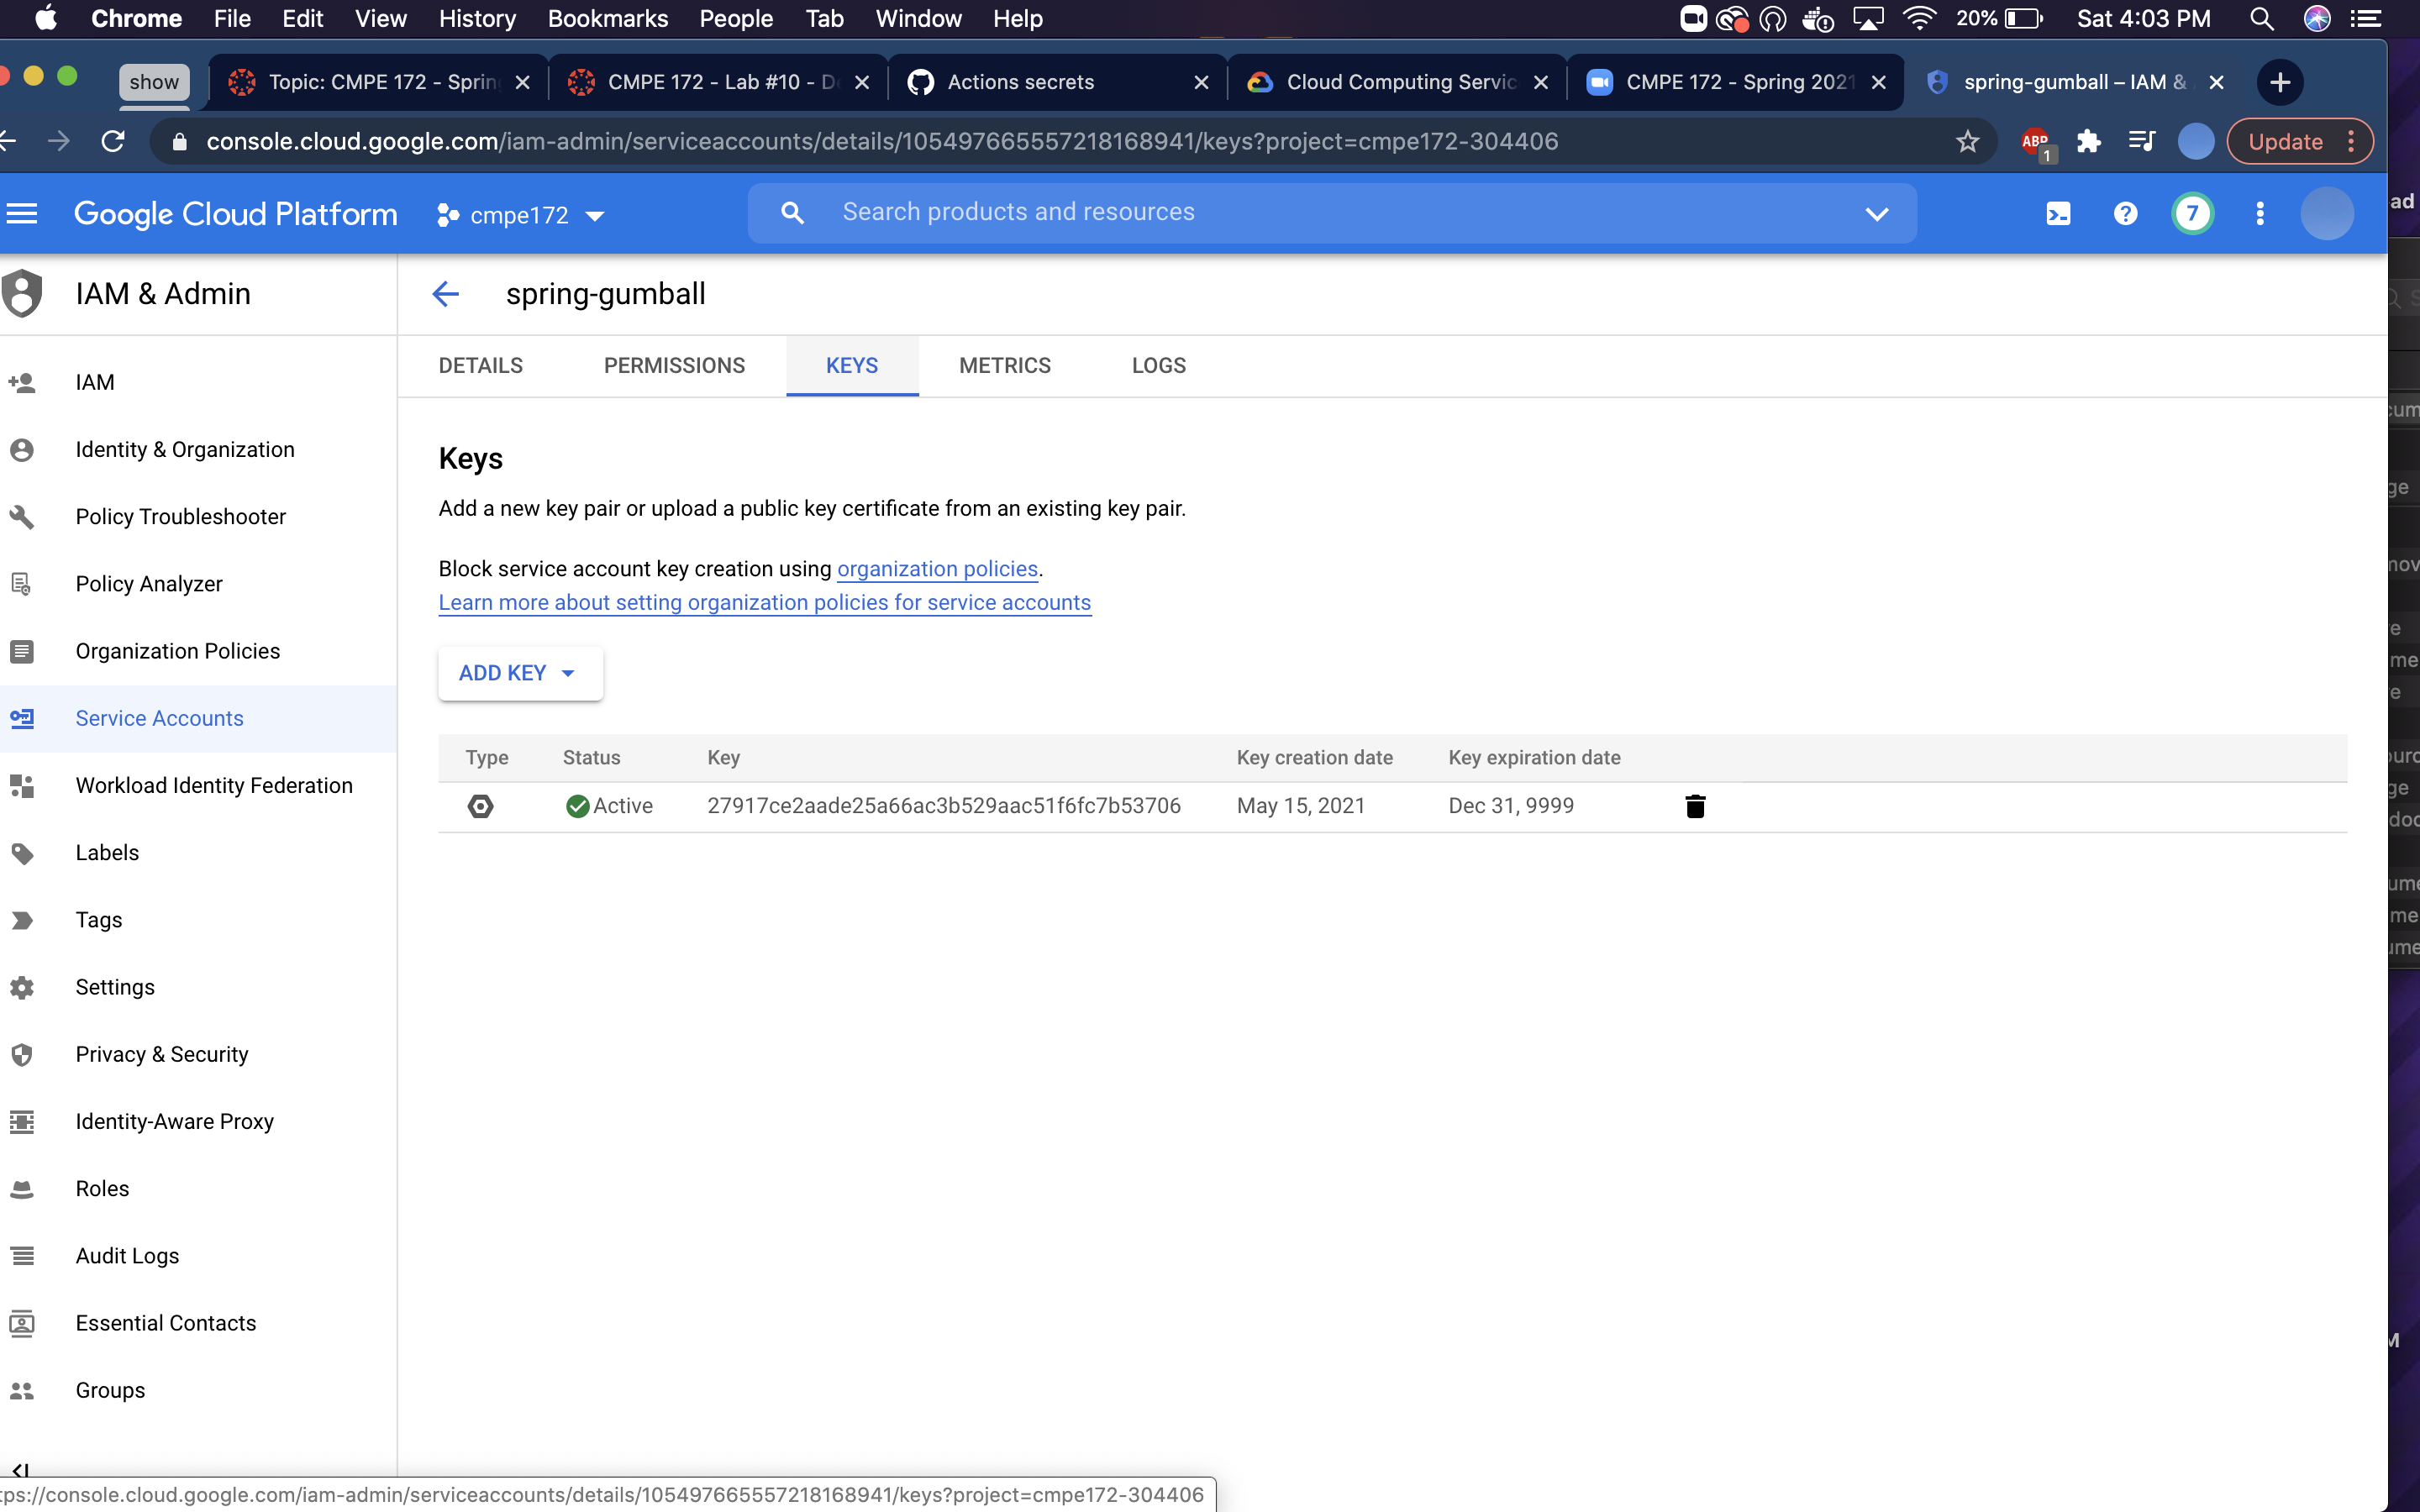 Chrome File Edit View History Bookmarks People Tab Window Help 20% Sat 4:03 PM
show Topic: CMPE 172 - Spring CMPE 172 - Lab #10 - De Actions secrets Cloud Computing Servic CMPE 172 - Spring 2021 spring-gumball – IAM &
console.cloud.google.com/iam-admin/serviceaccounts/details/105497665557218168941/keys?project=cmpe172-304406 ABP 1 Update
Google Cloud Platform cmpe172 Search products and resources 7
IAM & Admin
spring-gumball
IAM
Identity & Organization
Policy Troubleshooter
Policy Analyzer
Organization Policies
Service Accounts
Workload Identity Federation
Labels
Tags
Settings
Privacy & Security
Identity-Aware Proxy
Roles
Audit Logs
Essential Contacts
Groups
DETAILS PERMISSIONS KEYS METRICS LOGS
Keys
Add a new key pair or upload a public key certificate from an existing key pair.
Block service account key creation using organization policies.
Learn more about setting organization policies for service accounts
ADD KEY
Type Status Key Key creation date Key expiration date
Active 27917ce2aade25a66ac3b529aac51f6fc7b53706 May 15, 2021 Dec 31, 9999
tps://console.cloud.google.com/iam-admin/serviceaccounts/details/105497665557218168941/keys?project=cmpe172-304406